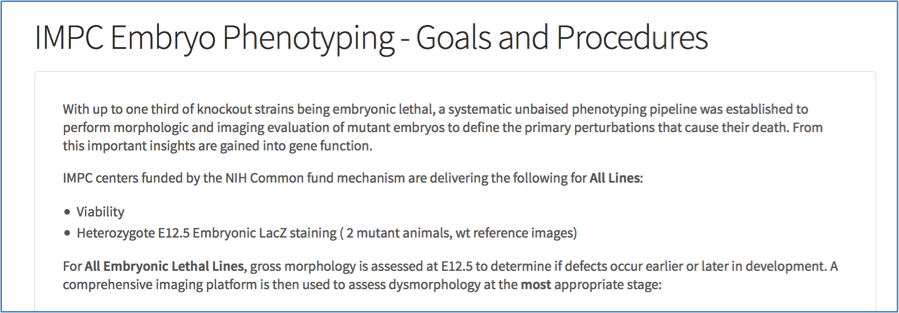 IMPC Embryo Phenotyping - Goals and Procedures
With up to one third of knockout strains being embryonic lethal, a systematic unbaised phenotyping pipeline was established to
perform morphologic and imaging evaluation of mutant embryos to define the primary perturbations that cause their death. From
this important insights are gained into gene function.
IMPC centers funded by the NIH Common fund mechanism are delivering the following for All Lines:
• Viability
• Heterozygote E12.5 Embryonic LacZ staining ( 2 mutant animals, wt reference images)
For All Embryonic Lethal Lines, gross morphology is assessed at E12.5 to determine if defects occur earlier or later in development. A
comprehensive imaging platform is then used to assess dysmorphology at the most appropriate stage: